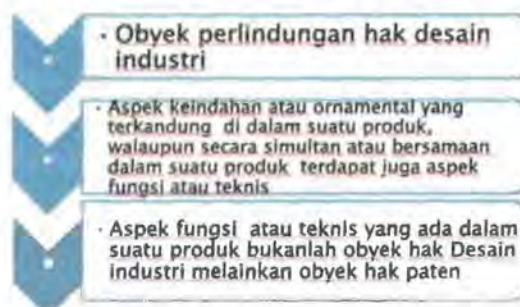 · Obyek perlindungan hak desain
industri
· Aspek keindahan atau ornamental yang
terkandung di dalam suatu produk,
walaupun secara simultan atau bersamaan
dalam suatu produk terdapat juga aspek
fungsi atau teknis
· Aspek fungsi atau teknis yang ada dalam
suatu produk bukanlah obyek hak Desain
industri melainkan obyek hak paten